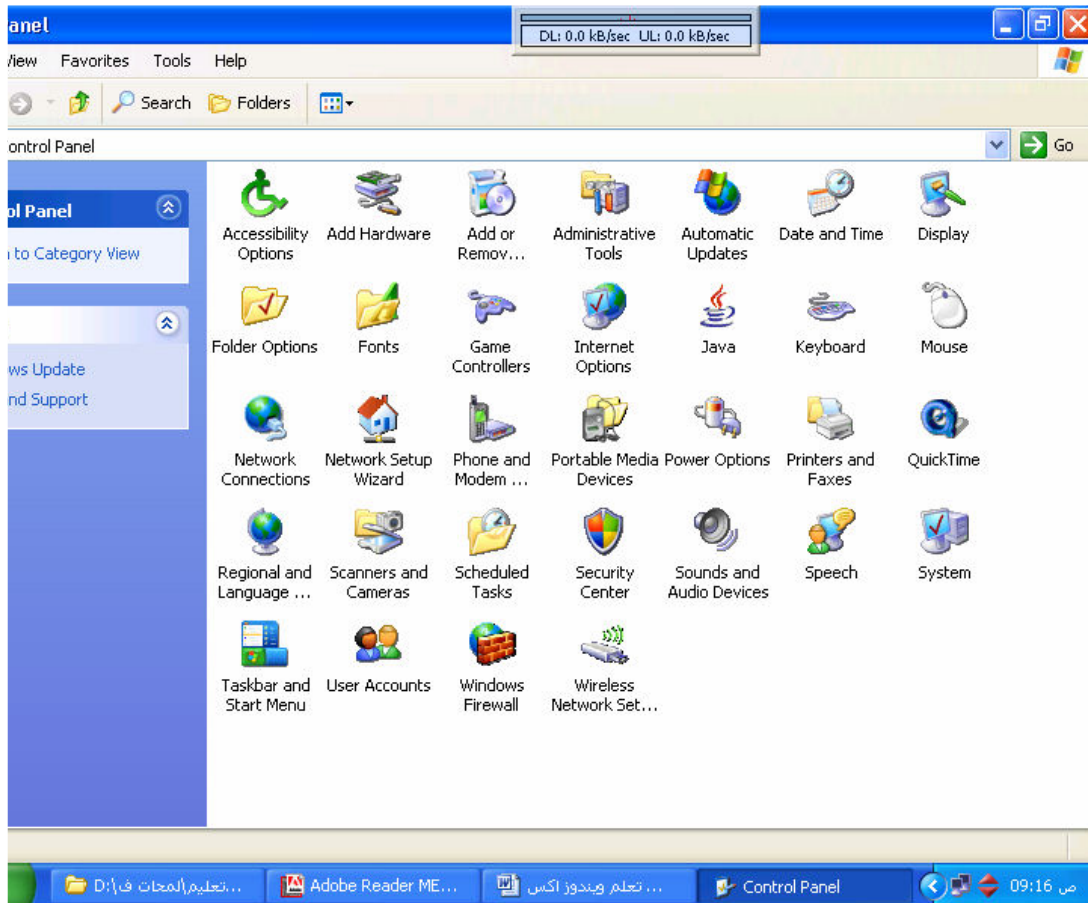 anel
DL: 0.0 kB/sec UL: 0.0 kB/sec
View Favorites Tools Help
Search Folders
ontrol Panel
Go
ol Panel
to Category View
ws Update
nd Support
Accessibility Options
Add Hardware
Add or Remov...
Administrative Tools
Automatic Updates
Date and Time
Display
Folder Options
Fonts
Game Controllers
Internet Options
Java
Keyboard
Mouse
Network Connections
Network Setup Wizard
Phone and Modem ...
Portable Media Devices
Power Options
Printers and Faxes
QuickTime
Regional and Language ...
Scanners and Cameras
Scheduled Tasks
Security Center
Sounds and Audio Devices
Speech
System
Taskbar and Start Menu
User Accounts
Windows Firewall
Wireless Network Set...
D:\تعليم\لمحات ف...
Adobe Reader ME...
تعلم ويندوز اكس ...
Control Panel
09:16 ص